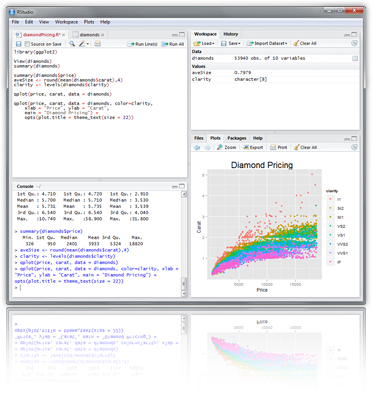 RStudio
File Edit View Workspace Plots Help
diamondPricing.R* diamonds
Source on Save Run Line(s) Run All
library(ggplot2)
View(diamonds)
summary(diamonds)
summary(diamonds$price)
aveSize <- round(mean(diamonds$carat),4)
clarity <- levels(diamonds$clarity)
qplot(price, carat, data = diamonds)
qplot(price, carat, data = diamonds, color=clarity,
xlab = "Price", ylab = "Carat",
main = "Diamond Pricing") +
opts(plot.title = theme_text(size = 22))
Console ~/
1st Qu.: 4.710 1st Qu.: 4.720 1st Qu.: 2.910
Median : 5.700 Median : 5.710 Median : 3.530
Mean : 5.731 Mean : 5.735 Mean : 3.539
3rd Qu.: 6.540 3rd Qu.: 6.540 3rd Qu.: 4.040
Max. :10.740 Max. :58.900 Max. :31.800
> summary(diamonds$price)
Min. 1st Qu. Median Mean 3rd Qu. Max.
326 950 2401 3933 5324 18820
> aveSize <- round(mean(diamonds$carat),4)
> clarity <- levels(diamonds$clarity)
> qplot(price, carat, data = diamonds)
> qplot(price, carat, data = diamonds, color=clarity, xlab =
"Price", ylab = "Carat", main = "Diamond Pricing") +
opts(plot.title = theme_text(size = 22))
>
Workspace History
Load Save Import Dataset Clear All
Data
diamonds 53940 obs. of 10 variables
Values
aveSize 0.7979
clarity character[8]
Files Plots Packages Help
Zoom Export Print Clear All
Diamond Pricing
Carat
5000 10000 15000
Price
clarity
I1
SI2
SI1
VS2
VS1
VVS2
VVS1
IF